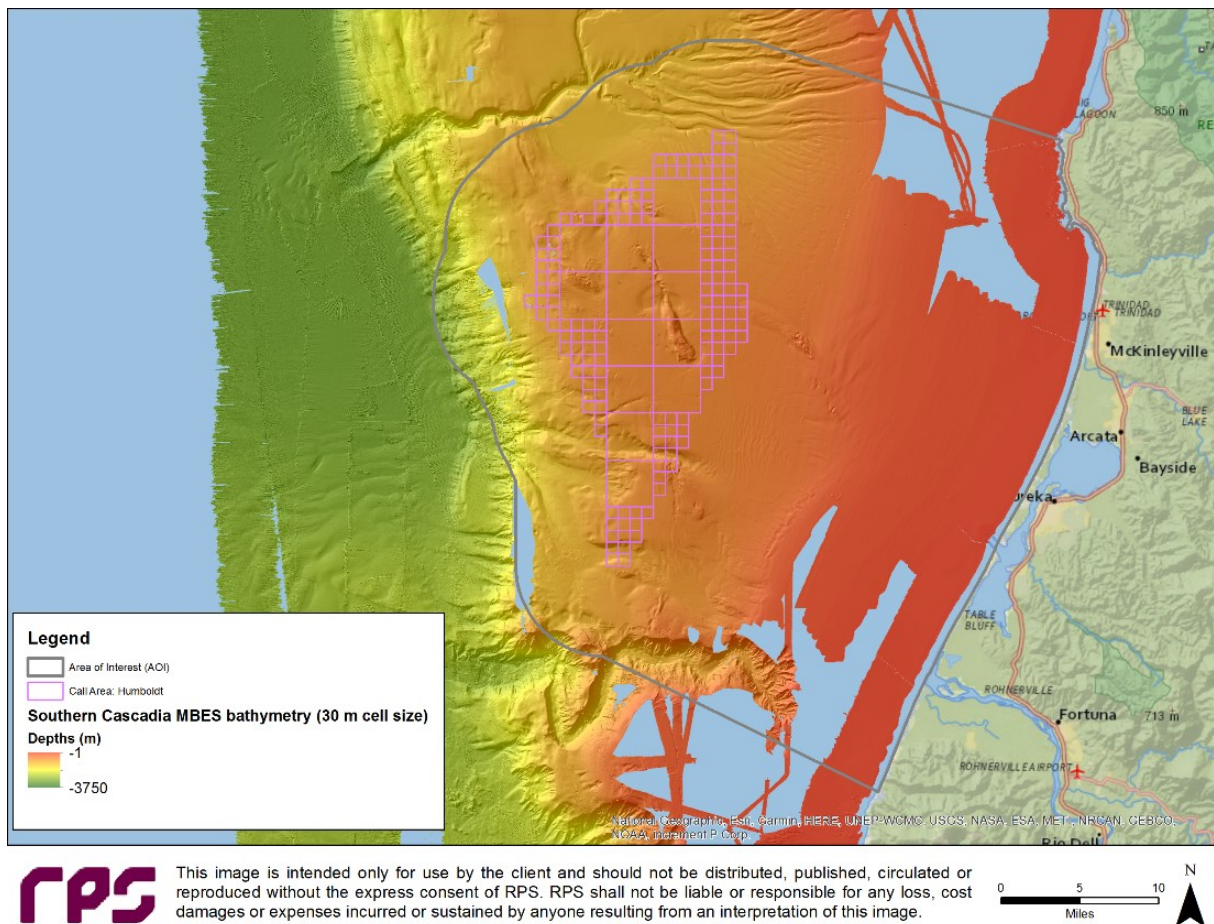 850 m
LAGOON
TRINIDAD
TRINIDAD
McKinleyville
BLUE
LAKE
Arcata
Bayside
ureka
TABLE
BLUFF
ROHNERVILLE
Fortuna
713 m
ROHNERVILLE AIRPORT
Rio Dell
National Geographic, Esri, Garmin, HERE, UNEP-WCMC, USGS, NASA, ESA, METI, NRCAN, GEBCO,
NOAA, increment P Corp.
Legend
Area of Interest (AOI)
Call Area: Humboldt
Southern Cascadia MBES bathymetry (30 m cell size)
Depths (m)
-1
-3750
rps
This image is intended only for use by the client and should not be distributed, published, circulated or
reproduced without the express consent of RPS. RPS shall not be liable or responsible for any loss, cost
damages or expenses incurred or sustained by anyone resulting from an interpretation of this image.
0 5 10
Miles
N